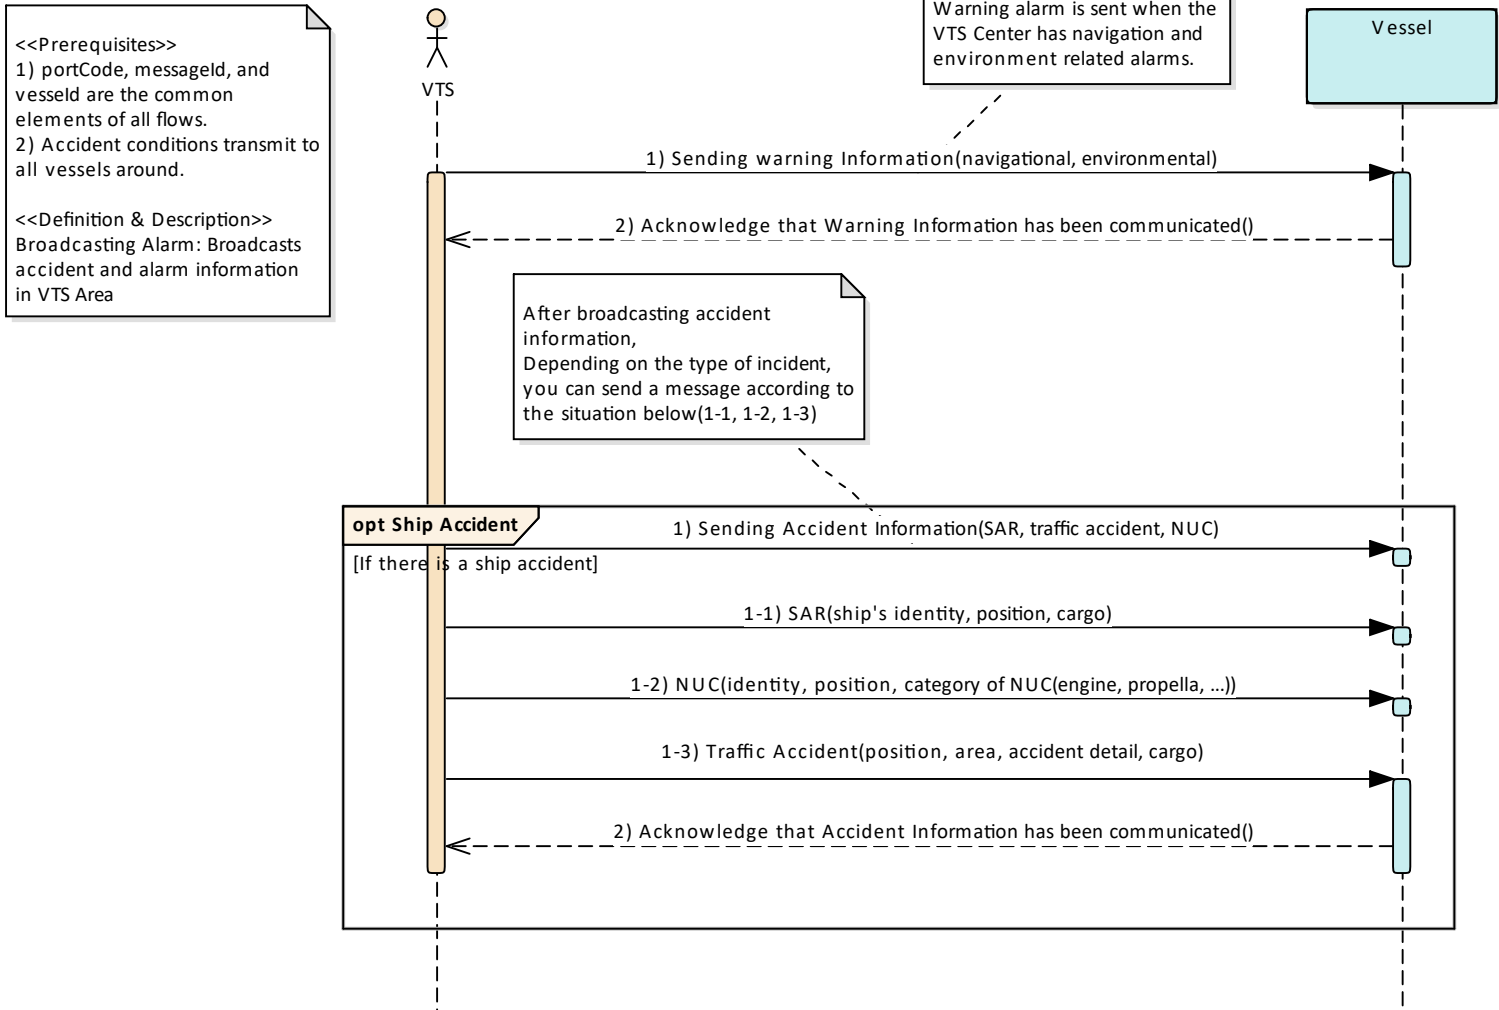 <<Prerequisites>>
1) portCode, messageId, and
vesseId are the common
elements of all flows.
2) Accident conditions transmit to
all vessels around.
<<Definition & Description>>
Broadcasting Alarm: Broadcasts
accident and alarm information
in VTS Area
VTS
Warning alarm is sent when the
VTS Center has navigation and
environment related alarms.
Vessel
1) Sending warning Information(navigational, environmental)
2) Acknowledge that Warning Information has been communicated()
After broadcasting accident
information,
Depending on the type of incident,
you can send a message according to
the situation below(1-1, 1-2, 1-3)
opt Ship Accident
1) Sending Accident Information(SAR, traffic accident, NUC)
[If there is a ship accident]
1-1) SAR(ship's identity, position, cargo)
1-2) NUC(identity, position, category of NUC(engine, propella, ...))
1-3) Traffic Accident(position, area, accident detail, cargo)
2) Acknowledge that Accident Information has been communicated()